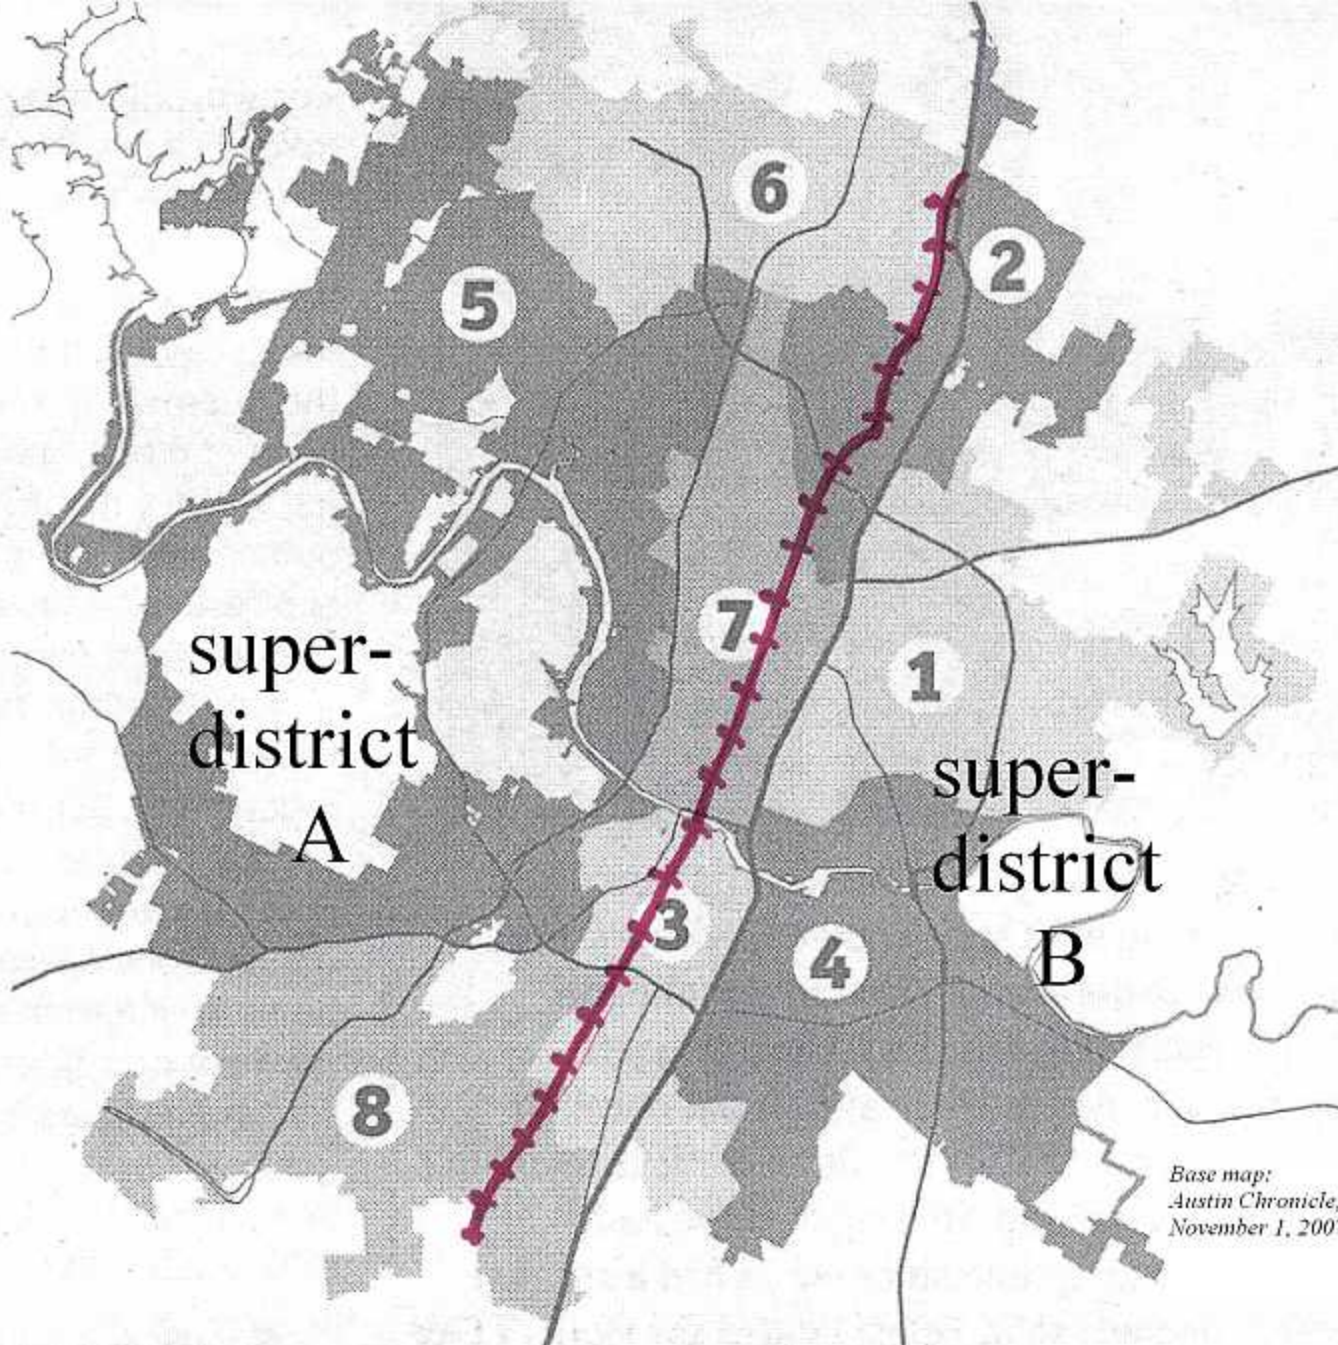 6
2
5
7
1
super-
district
A
super-
district
B
3
4
8
Base map:
Austin Chronicle,
November 1, 200